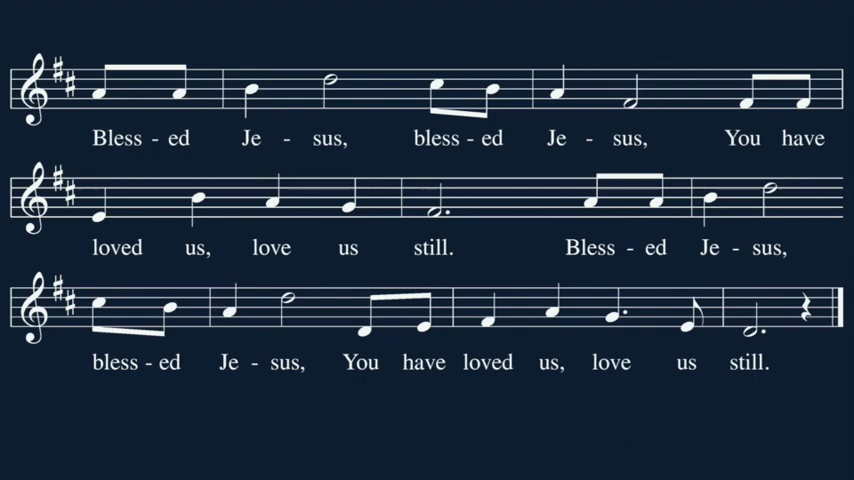 Bless - ed Je - sus, bless - ed Je - sus, You have
loved us, love us still. Bless - ed Je - sus,
bless - ed Je - sus, You have loved us, love us still.